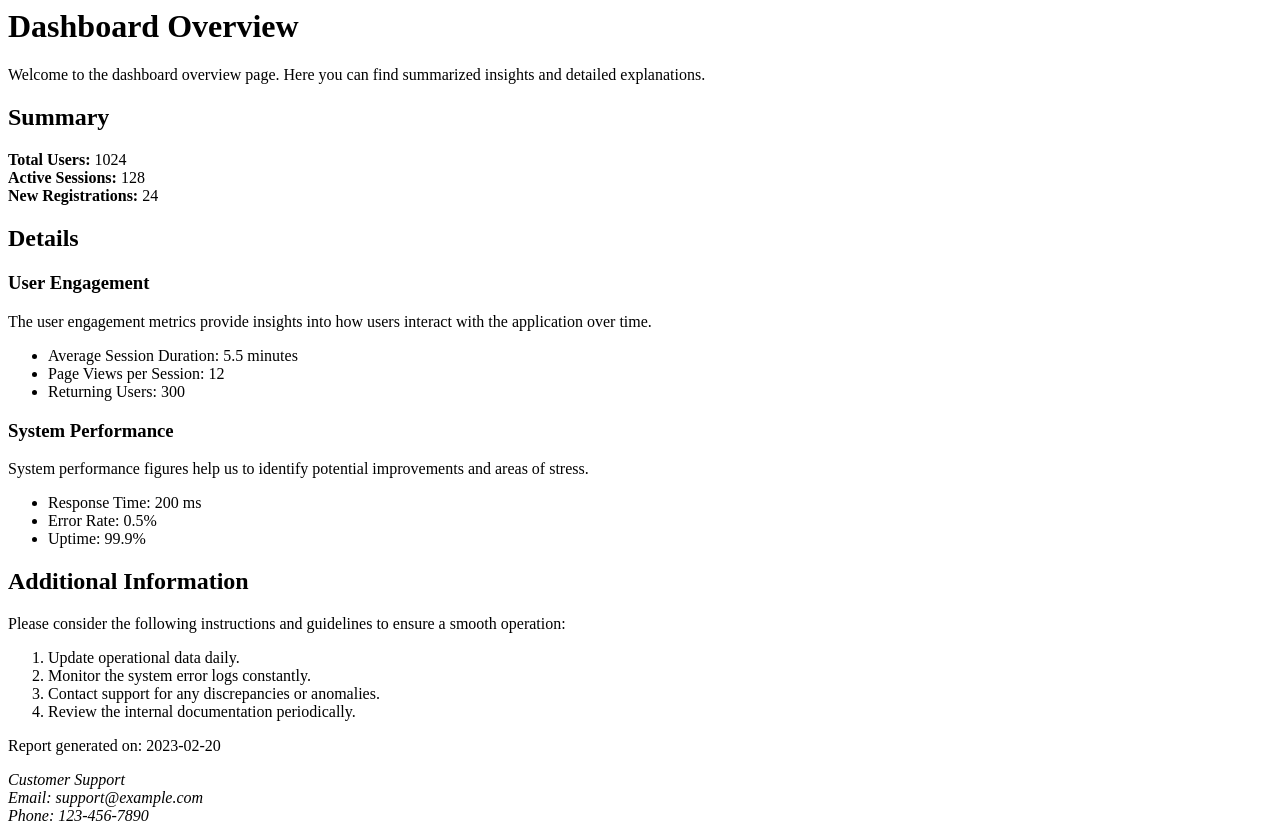 Dashboard Overview
Welcome to the dashboard overview page. Here you can find summarized insights and detailed explanations.
Summary
Total Users: 1024
Active Sessions: 128
New Registrations: 24
Details
User Engagement
The user engagement metrics provide insights into how users interact with the application over time.
• Average Session Duration: 5.5 minutes
• Page Views per Session: 12
• Returning Users: 300
System Performance
System performance figures help us to identify potential improvements and areas of stress.
• Response Time: 200 ms
• Error Rate: 0.5%
• Uptime: 99.9%
Additional Information
Please consider the following instructions and guidelines to ensure a smooth operation:
1. Update operational data daily.
2. Monitor the system error logs constantly.
3. Contact support for any discrepancies or anomalies.
4. Review the internal documentation periodically.
Report generated on: 2023-02-20
Customer Support
Email: support@example.com
Phone: 123-456-7890